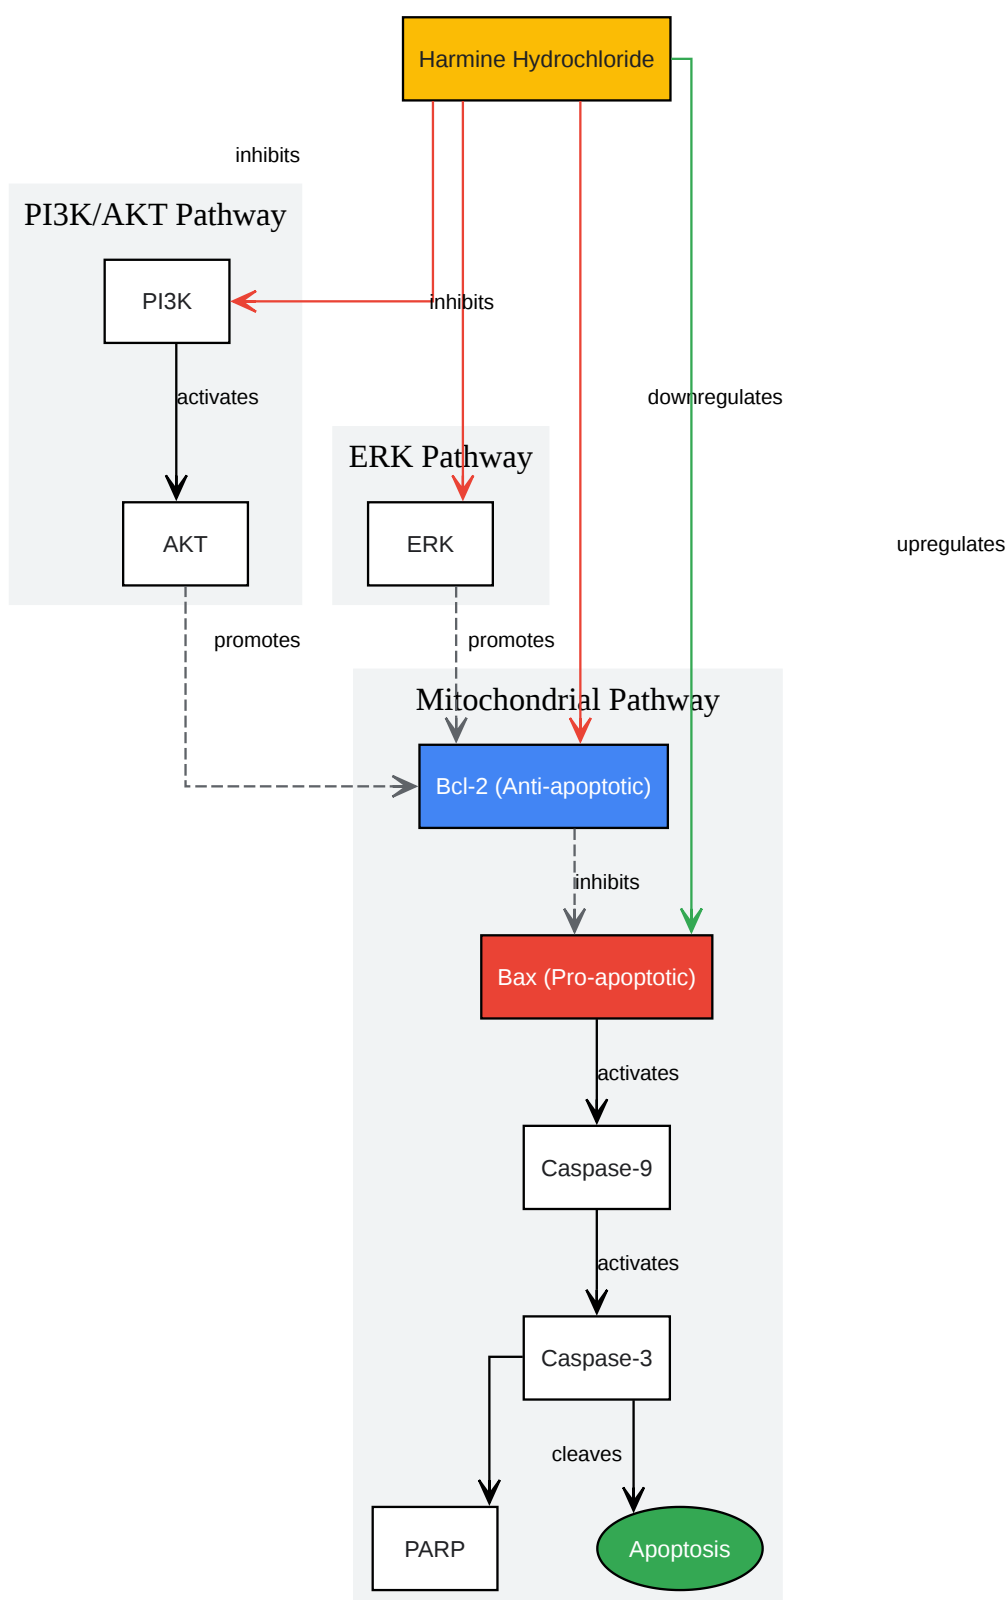 Harmine Hydrochloride
inhibits
PI3K/AKT Pathway
PI3K
inhibits
activates
downregulates
ERK Pathway
AKT
ERK
upregulates
promotes
promotes
Mitochondrial Pathway
Bcl-2 (Anti-apoptotic)
inhibits
Bax (Pro-apoptotic)
activates
Caspase-9
activates
Caspase-3
cleaves
PARP
Apoptosis